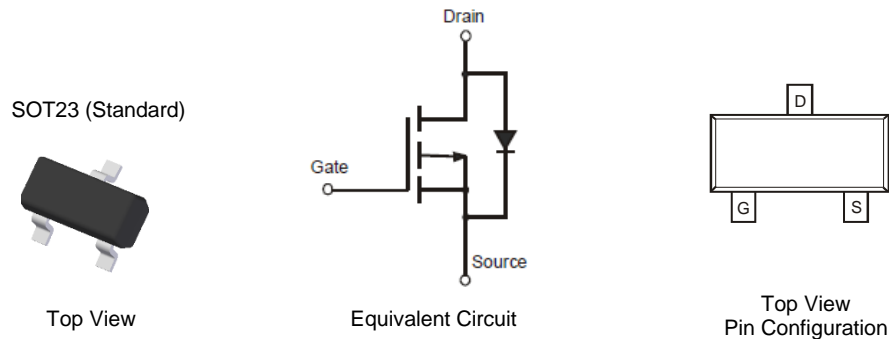 Drain
SOT23 (Standard)
D
Gate
G
S
Source
Top View
Equivalent Circuit
Top View
Pin Configuration